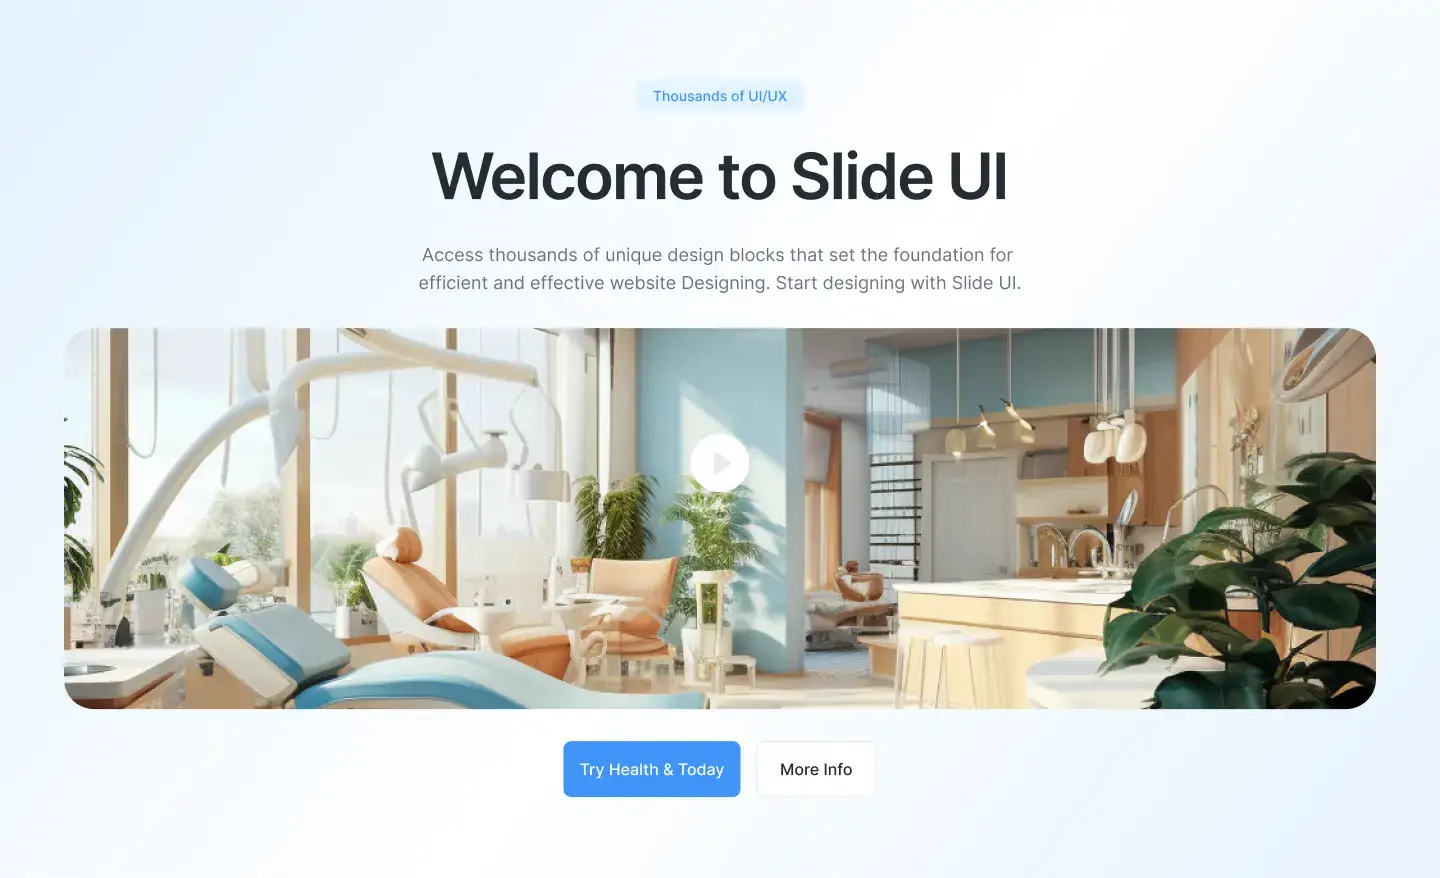 Thousands of UI/UX
Welcome to Slide UI
Access thousands of unique design blocks that set the foundation for
efficient and effective website Designing. Start designing with Slide UI.
Try Health & Today
More Info